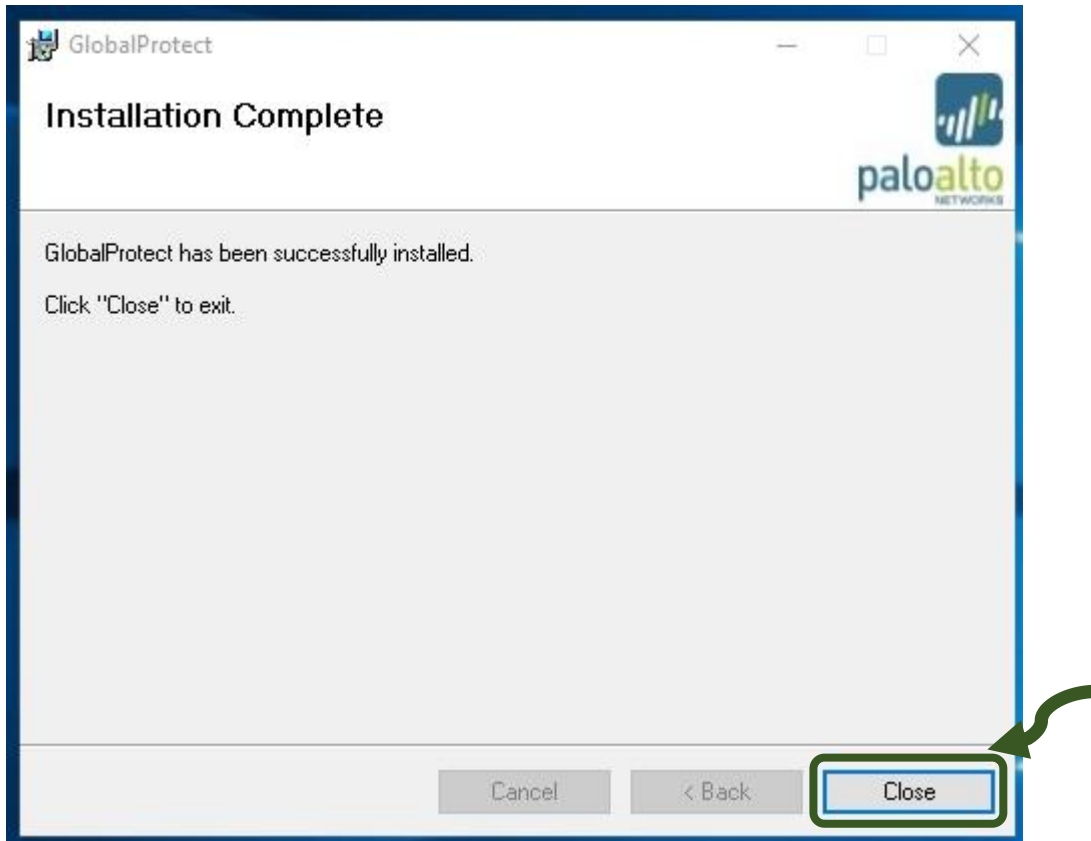 GlobalProtect
Installation Complete
paloalto
NETWORKS
GlobalProtect has been successfully installed.
Click "Close" to exit.
Cancel
< Back
Close